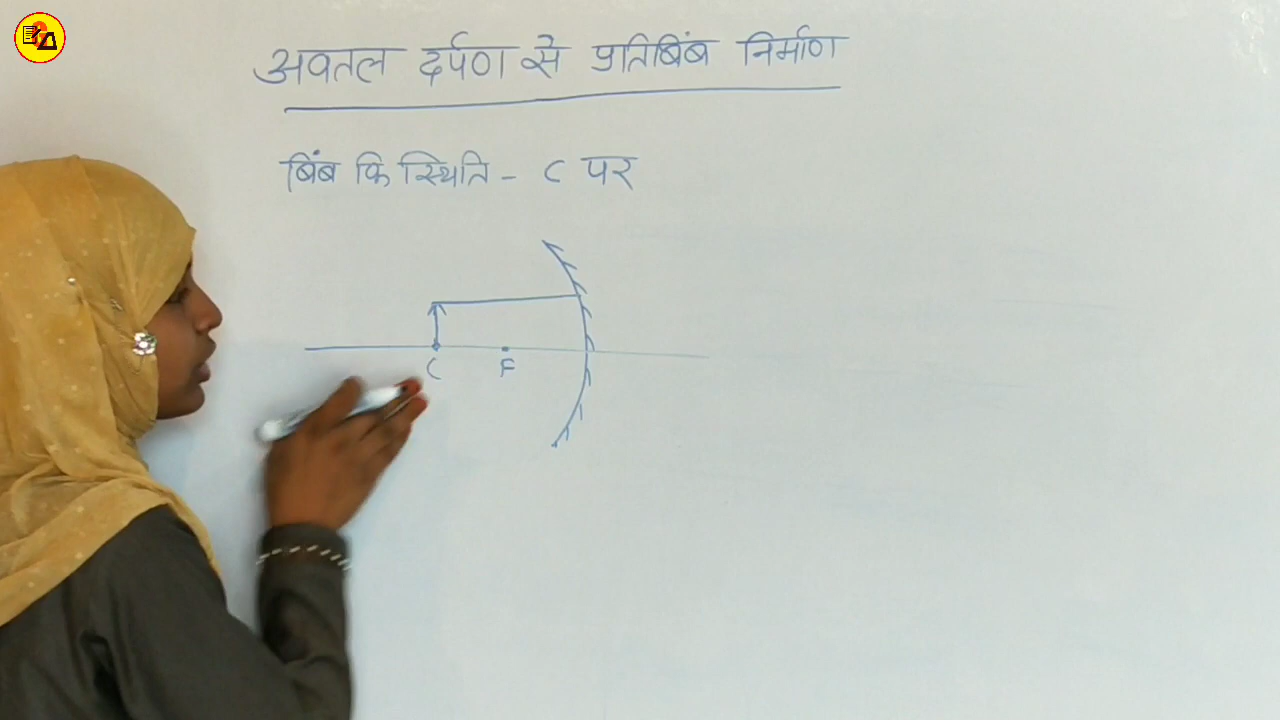 अवतल दर्पण से प्रतिबिंब निर्माण
बिंब कि स्थिति - C पर
C F